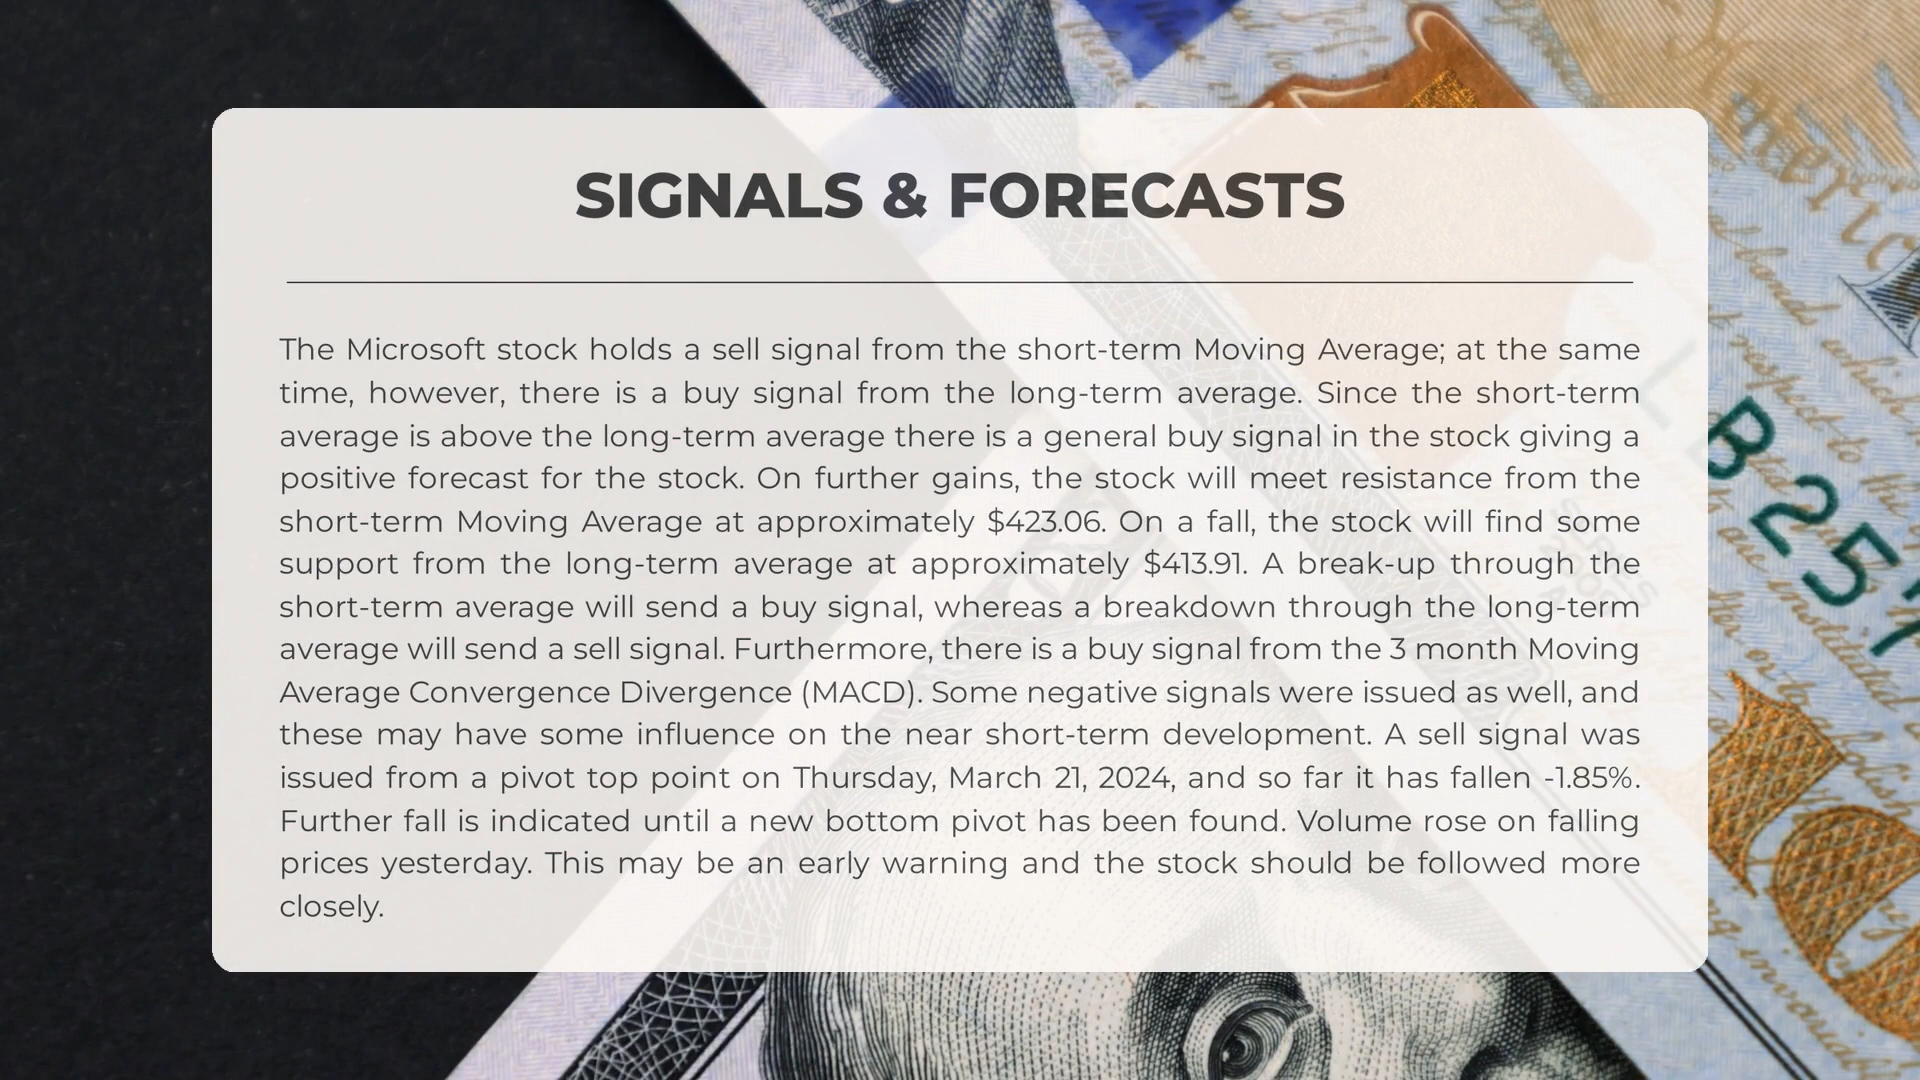 SIGNALS & FORECASTS
The Microsoft stock holds a sell signal from the short-term Moving Average; at the same
time, however, there is a buy signal from the long-term average. Since the short-term
average is above the long-term average there is a general buy signal in the stock giving a
positive forecast for the stock. On further gains, the stock will meet resistance from the
short-term Moving Average at approximately $423.06. On a fall, the stock will find some
support from the long-term average at approximately $413.91. A break-up through the
short-term average will send a buy signal, whereas a breakdown through the long-term
average will send a sell signal. Furthermore, there is a buy signal from the 3 month Moving
Average Convergence Divergence (MACD). Some negative signals were issued as well, and
these may have some influence on the near short-term development. A sell signal was
issued from a pivot top point on Thursday, March 21, 2024, and so far it has fallen -1.85%.
Further fall is indicated until a new bottom pivot has been found. Volume rose on falling
prices yesterday. This may be an early warning and the stock should be followed more
closely.